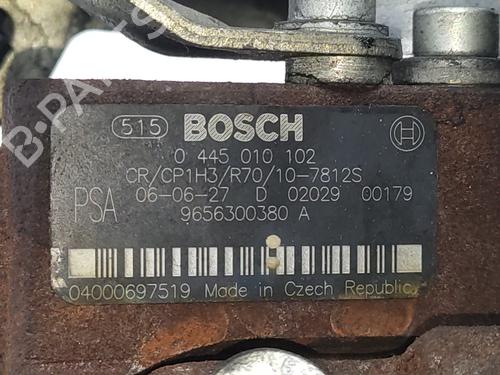 515 BOSCH
0 445 010 102
CR/CP1H3/R70/10-7812S
PSA 06-06-27 D 02029 00179
9656300380 A
04000697519 Made in Czech Republic
B-PARTS